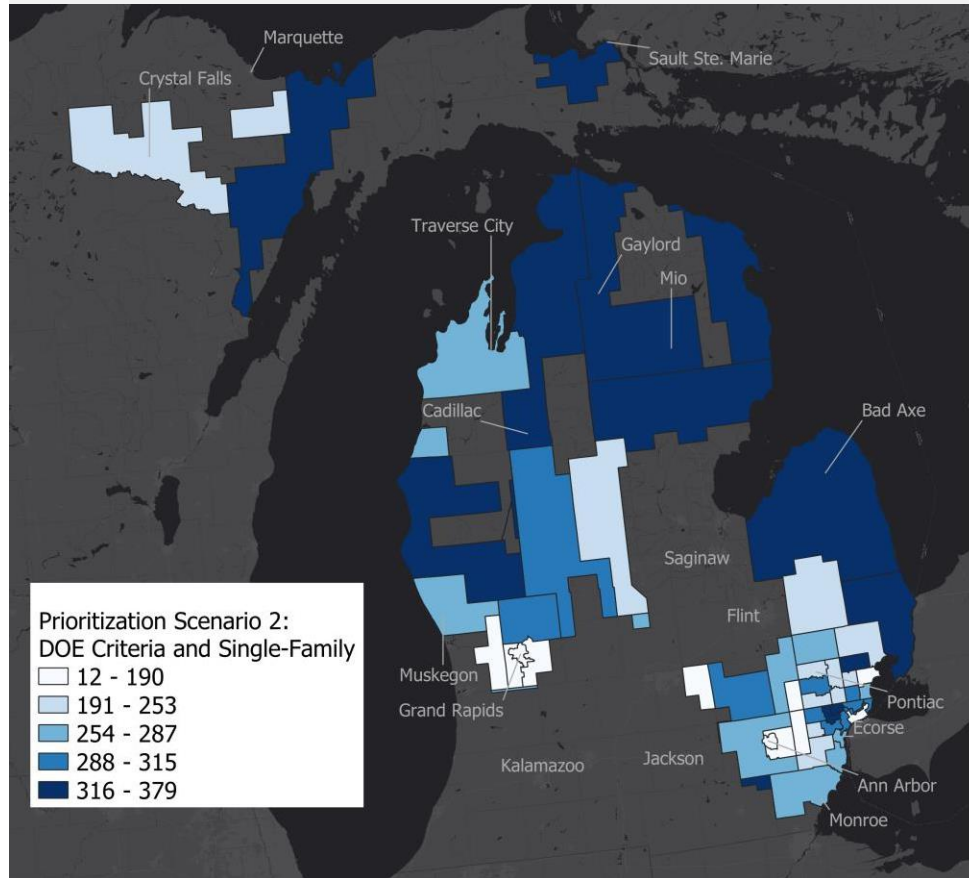 Marquette
Sault Ste. Marie
Crystal Falls
Traverse City
Gaylord
Mio
Cadillac
Bad Axe
Saginaw
Flint
Prioritization Scenario 2:
DOE Criteria and Single-Family
12 - 190
191 - 253
254 - 287
288 - 315
316 - 379
Muskegon
Grand Rapids
Pontiac
Ecorse
Kalamazoo
Jackson
Ann Arbor
Monroe